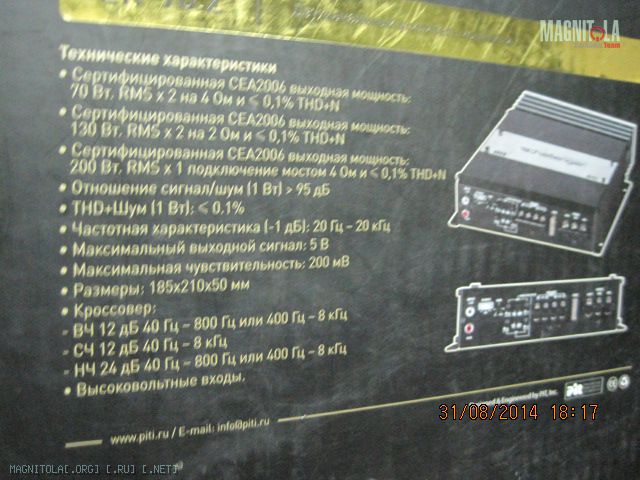 MAGNITOLA
Team
Технические характеристики
• Сертифицированная CEA2006 выходная мощность:
70 Вт. RMS x 2 на 4 Ом и ≤ 0,1% THD+N
• Сертифицированная CEA2006 выходная мощность:
130 Вт. RMS x 2 на 2 Ом и ≤ 0,1% THD+N
• Сертифицированная CEA2006 выходная мощность:
200 Вт. RMS x 1 подключение мостом 4 Ом и ≤ 0,1% THD+N
• Отношение сигнал/шум (1 Вт) > 95 дБ
• THD+Шум (1 Вт): ≤ 0.1%
• Частотная характеристика (-1 дБ): 20 Гц – 20 кГц
• Максимальный выходной сигнал: 5 В
• Максимальная чувствительность: 200 мВ
• Размеры: 185x210x50 мм
• Кроссовер:
- ВЧ 12 дБ 40 Гц – 800 Гц или 400 Гц – 8 кГц
- СЧ 12 дБ 40 Гц – 8 кГц
- НЧ 24 дБ 40 Гц – 800 Гц или 400 Гц – 8 кГц
• Высоковольтные входы.
& Engineered by PIE Inc.
www.piti.ru / E-mail: info@piti.ru
31/08/2014 18:17
MAGNITOLA[.ORG] [.RU] [.NET]